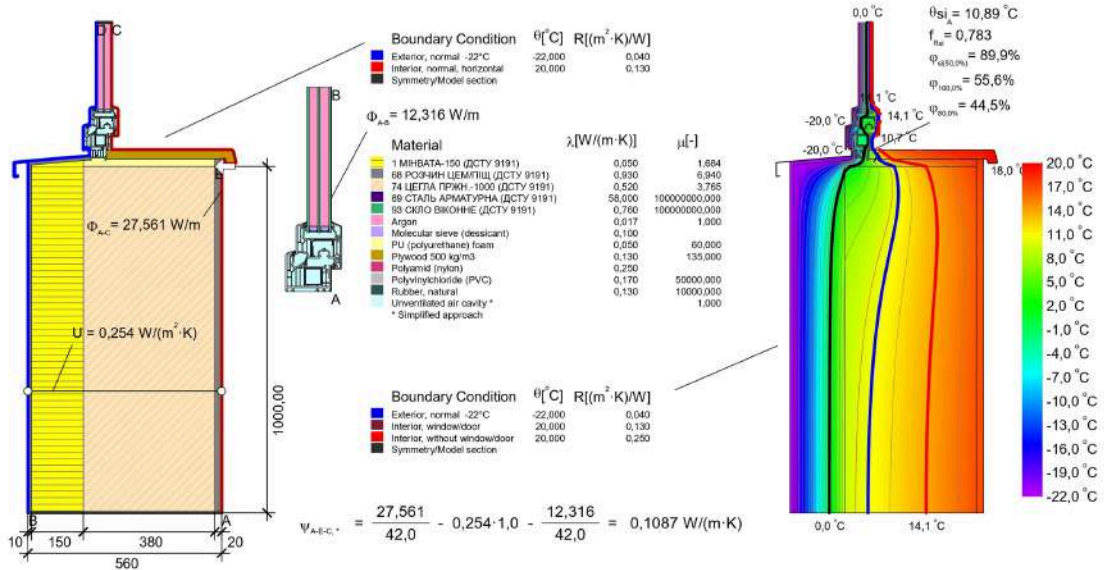 D C
Boundary Condition θ[°C] R[(m²·K)/W]
Exterior, normal -22°C -22,000 0,040
Interior, normal, horizontal 20,000 0,130
Symmetry/Model section
B
ΦA-B = 12,316 W/m
A
Material λ[W/(m·K)] μ[-]
1 МІНВАТА-150 (ДСТУ 9191) 0,050 1,684
68 РОЗЧИН ЦЕМ/ПІЩ (ДСТУ 9191) 0,930 6,940
74 ЦЕГЛА ПРЖН.-1000 (ДСТУ 9191) 0,520 3,765
89 СТАЛЬ АРМАТУРНА (ДСТУ 9191) 58,000 100000000,000
93 СКЛО ВІКОННЕ (ДСТУ 9191) 0,760 100000000,000
Argon 0,017 1,000
Molecular sieve (dessicant) 0,100
PU (polyurethane) foam 0,050 60,000
Plywood 500 kg/m3 0,130 135,000
Polyamid (nylon) 0,250
Polyvinylchloride (PVC) 0,170 50000,000
Rubber, natural 0,130 10000,000
Unventilated air cavity * 1,000
* Simplified approach
ΦA-C = 27,561 W/m
U = 0,254 W/(m²·K)
1000,00
B A
10 150 380 20
560
Boundary Condition θ[°C] R[(m²·K)/W]
Exterior, normal -22°C -22,000 0,040
Interior, window/door 20,000 0,130
Interior, without window/door 20,000 0,250
Symmetry/Model section
ψA-E-C, * = 27,561 / 42,0 - 0,254·1,0 - 12,316 / 42,0 = 0,1087 W/(m·K)
0,0 °C
θsiA = 10,89 °C
fRsi = 0,783
= 89,9%
φ100,0% = 55,6%
φ80,0% = 44,5%
14,1 °C
-20,0 °C
10,7 °C
-20,0 °C
18,0 °C
0,0 °C 14,1 °C
20,0 °C
17,0 °C
14,0 °C
11,0 °C
8,0 °C
5,0 °C
2,0 °C
-1,0 °C
-4,0 °C
-7,0 °C
-10,0 °C
-13,0 °C
-16,0 °C
-19,0 °C
-22,0 °C